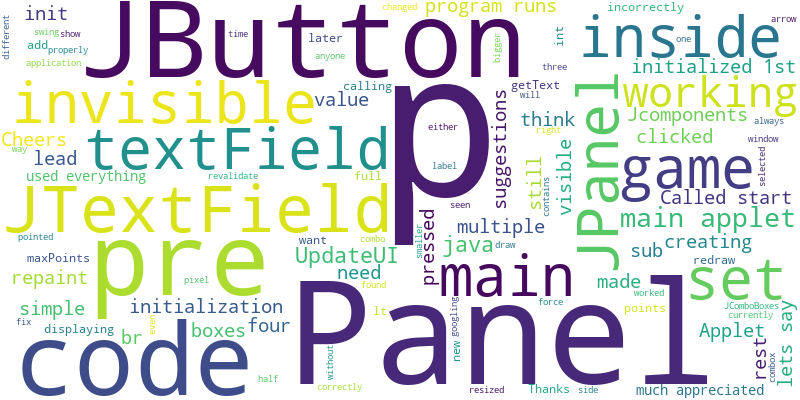 different
swing show
init
add properly
application
JButton
time
later
anyone
changed
program runs
bigger
int
incorrectly
arrow
inside
one
invisible
value
calling
p
getText
will
three
initialized 1st
working
Jcomponents
Cheers
way
lead
textField
either
label
right
suggestions
think
still
contains
visible
JPanel
clicked
always
window
selected
used everything
revalidate
full
seen
game
Called start
JTextField
pointed
want
combo
pressed
smaller
multiple
java
draw
sub
main applet
creating
redraw
maxPoints
repaint
pre
pixel
UpdateUI
need
found
lt
main
made
set
simple
initialization
four
Panel
new
googling
force
worked
points
JComboBoxes
currently
lets say
fix
displaying
br
even
boxes
code
without
half
correctly
resized
Thanks
side
Applet
rest
combox
much appreciated